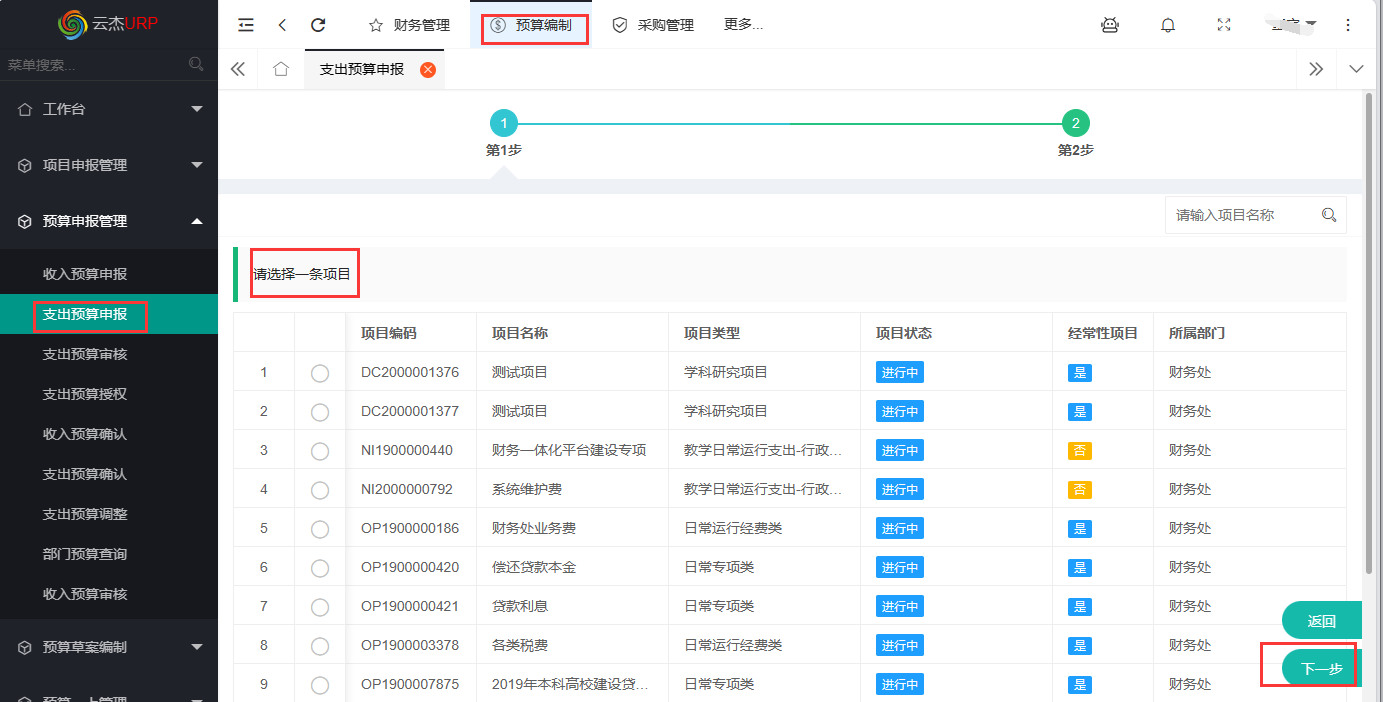 云杰URP
财务管理
$ 预算编制
采购管理
更多...
菜单搜索...
支出预算申报
工作台
项目申报管理
预算申报管理
收入预算申报
支出预算申报
支出预算审核
支出预算授权
收入预算确认
支出预算确认
支出预算调整
部门预算查询
收入预算审核
预算草案编制
1 2
第1步 第2步
请输入项目名称
请选择一条项目
项目编码 项目名称 项目类型 项目状态 经常性项目 所属部门
1 DC2000001376 测试项目 学科研究项目 进行中 是 财务处
2 DC2000001377 测试项目 学科研究项目 进行中 是 财务处
3 NI1900000440 财务一体化平台建设专项 教学日常运行支出-行政... 进行中 否 财务处
4 NI2000000792 系统维护费 教学日常运行支出-行政... 进行中 否 财务处
5 OP1900000186 财务处业务费 日常运行经费类 进行中 是 财务处
6 OP1900000420 偿还贷款本金 日常专项类 进行中 是 财务处
7 OP1900000421 贷款利息 日常专项类 进行中 是 财务处
8 OP1900003378 各类税费 日常运行经费类 进行中 是 财务处
9 OP1900007875 2019年本科高校建设贷... 日常专项类 进行中 是 财务处
返回
下一步